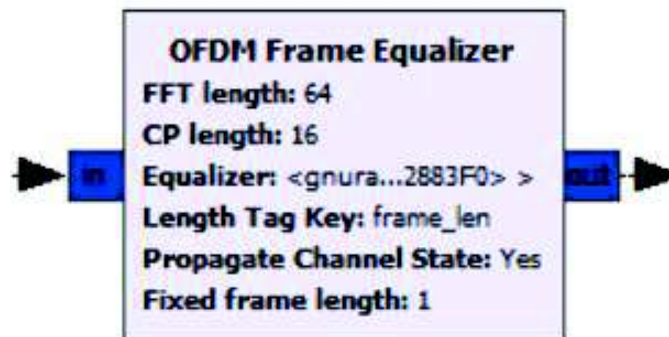 OFDM Frame Equalizer
FFT length: 64
CP length: 16
in
Equalizer: <gnura...2883F0> >
out
Length Tag Key: frame_len
Propagate Channel State: Yes
Fixed frame length: 1